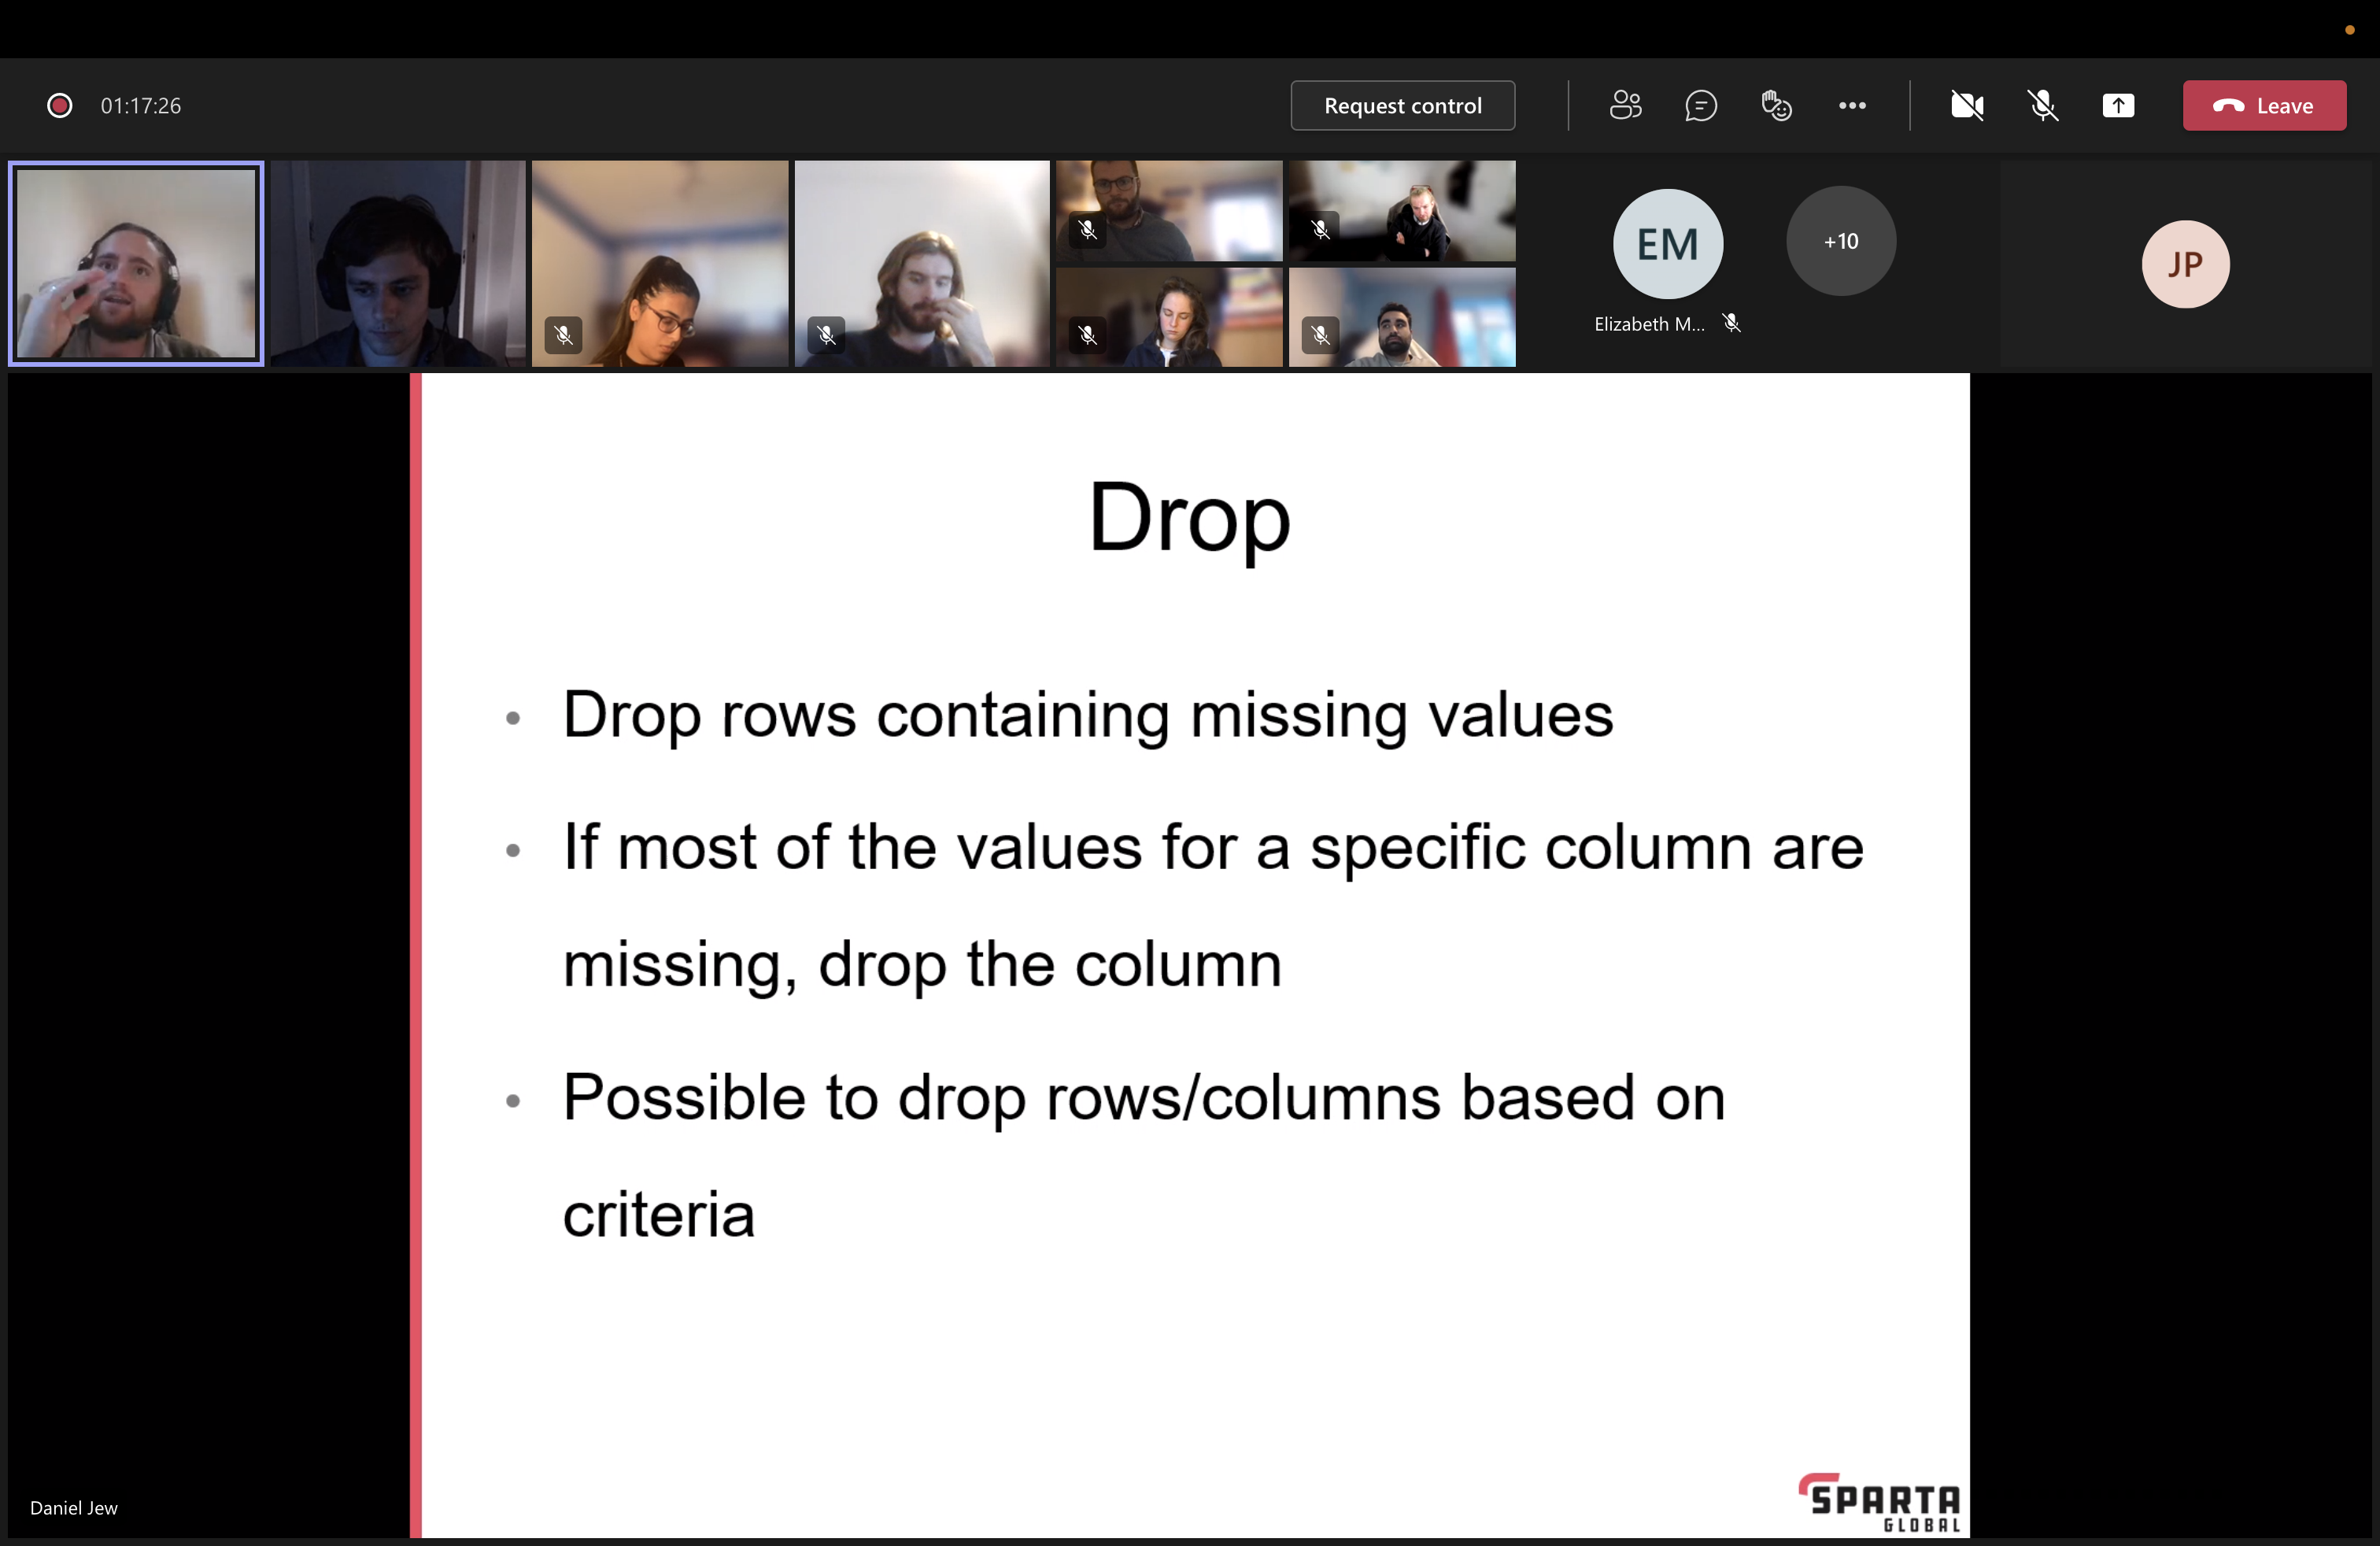 01:17:26
Request control
Leave
EM
+10
JP
Elizabeth M...
Drop
Drop rows containing missing values
If most of the values for a specific column are
missing, drop the column
Possible to drop rows/columns based on
criteria
Daniel Jew
SPARTA
GLOBAL